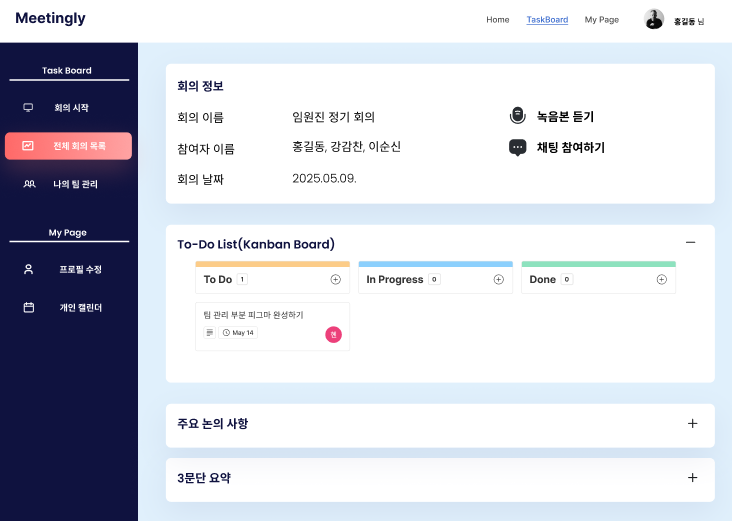 Meetingly
Home TaskBoard My Page 홍길동 님
Task Board
회의 시작
전체 회의 목록
나의 팀 관리
My Page
프로필 수정
개인 캘린더
회의 정보
회의 이름 임원진 정기 회의 녹음본 듣기
참여자 이름 홍길동, 강감찬, 이순신 채팅 참여하기
회의 날짜 2025.05.09.
To-Do List(Kanban Board)
To Do 1 In Progress 0 Done 0
팀 관리 부분 피그마 완성하기
May 14
주요 논의 사항
3문단 요약